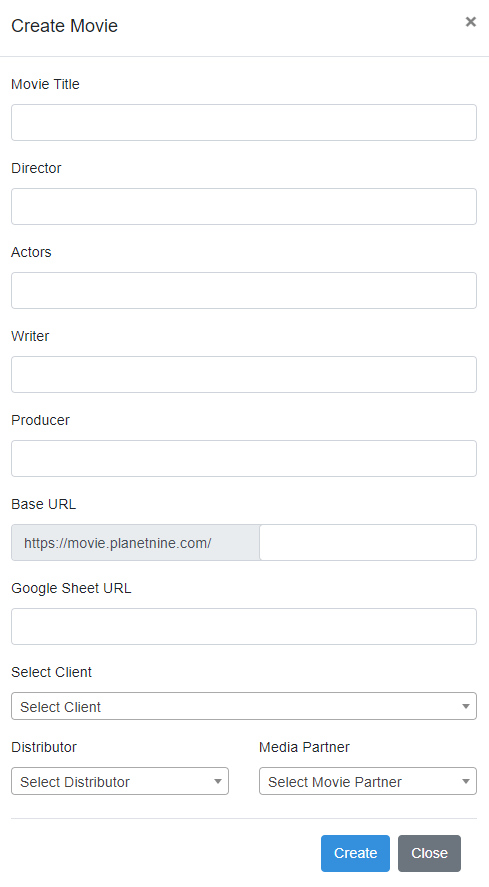 Create Movie ×
Movie Title
Director
Actors
Writer
Producer
Base URL
https://movie.planetnine.com/
Google Sheet URL
Select Client
Select Client
Distributor Media Partner
Select Distributor Select Movie Partner
Create Close